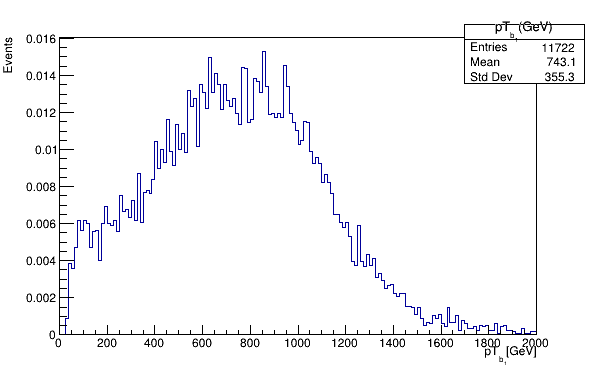 pT_b_1(GeV)
Entries 11722
Mean 743.1
Std Dev 355.3
Events
0.016
0.014
0.012
0.01
0.008
0.006
0.004
0.002
0
0 200 400 600 800 1000 1200 1400 1600 1800 2000
pT_b_1[GeV]